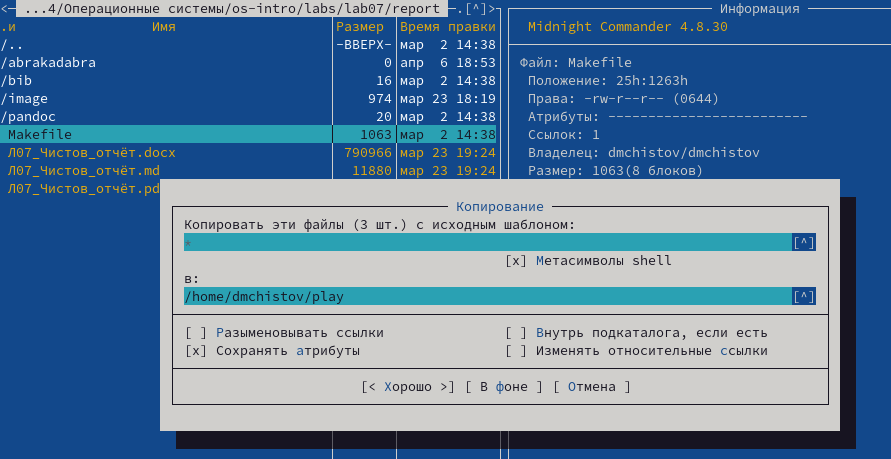 <─ ...4/Операционные системы/os-intro/labs/lab07/report ─.[^]>
.и Имя Размер Время правки
/.. -ВВЕРХ- мар 2 14:38
/abrakadabra 0 апр 6 18:53
/bib 16 мар 2 14:38
/image 974 мар 23 18:19
/pandoc 20 мар 2 14:38
Makefile 1063 мар 2 14:38
Л07_Чистов_отчёт.docx 790966 мар 23 19:24
Л07_Чистов_отчёт.md 11880 мар 23 19:24
Л07_Чистов_отчёт.pd
Информация
Midnight Commander 4.8.30
Файл: Makefile
Положение: 25h:1263h
Права: -rw-r--r-- (0644)
Атрибуты: -------------------------
Ссылок: 1
Владелец: dmchistov/dmchistov
Размер: 1063(8 блоков)
Копирование
Копировать эти файлы (3 шт.) с исходным шаблоном:
* [^]
[x] Метасимволы shell
в:
/home/dmchistov/play [^]
[ ] Разыменовывать ссылки [ ] Внутрь подкаталога, если есть
[x] Сохранять атрибуты [ ] Изменять относительные ссылки
[< Хорошо >] [ В фоне ] [ Отмена ]